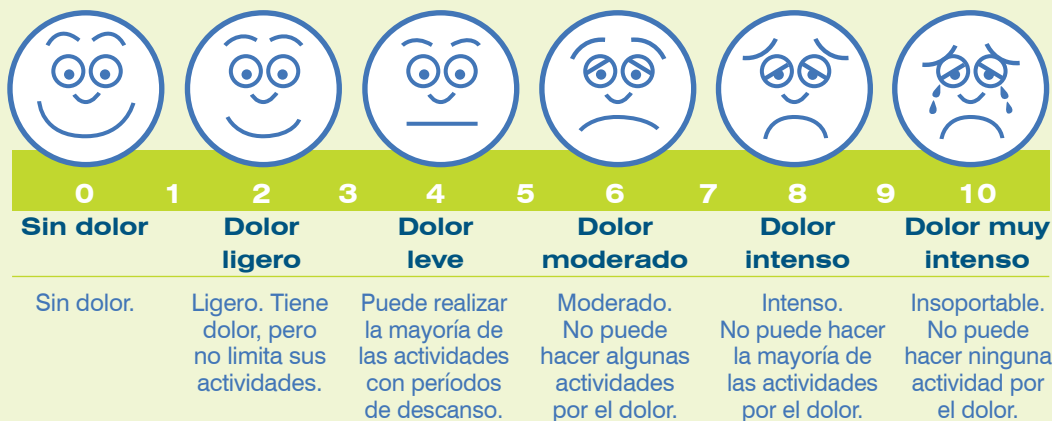 0 1 2 3 4 5 6 7 8 9 10
Sin dolor
Dolor
ligero
Dolor
leve
Dolor
moderado
Dolor
intenso
Dolor muy
intenso
Sin dolor.
Ligero. Tiene
dolor, pero
no limita sus
actividades.
Puede realizar
la mayoría de
las actividades
con períodos
de descanso.
Moderado.
No puede
hacer algunas
actividades
por el dolor.
Intenso.
No puede hacer
la mayoría de
las actividades
por el dolor.
Insoportable.
No puede
hacer ninguna
actividad por
el dolor.